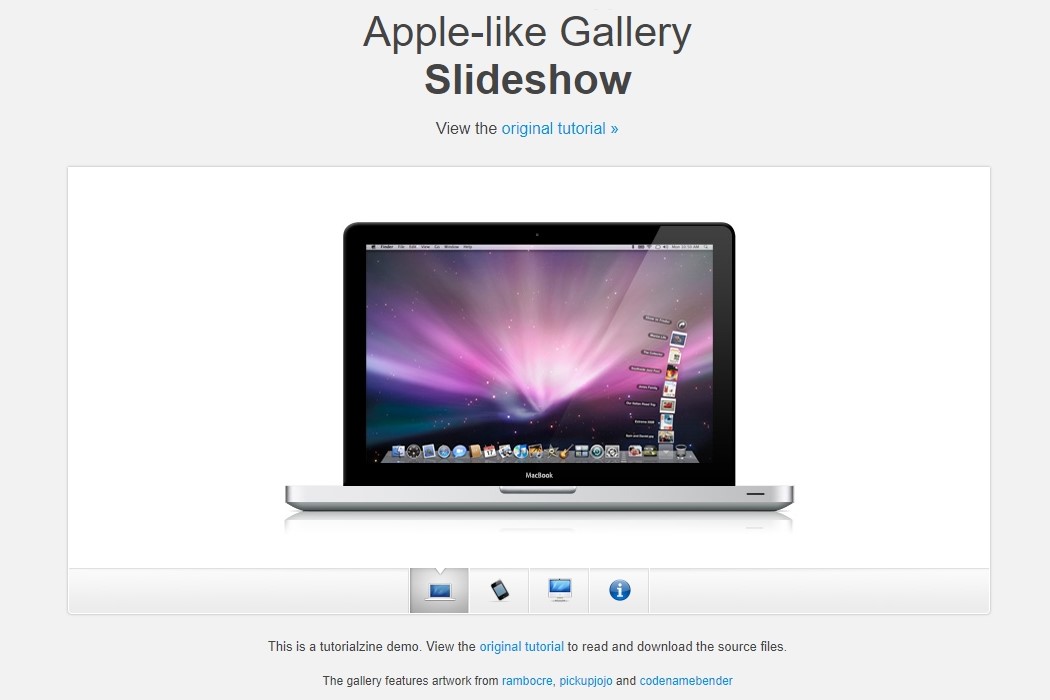 Apple-like Gallery
Slideshow
View the original tutorial »
Finder File Edit View Go Window Help
MacBook
This is a tutorialzine demo. View the original tutorial to read and download the source files.
The gallery features artwork from rambocre, pickupjojo and codenamebender